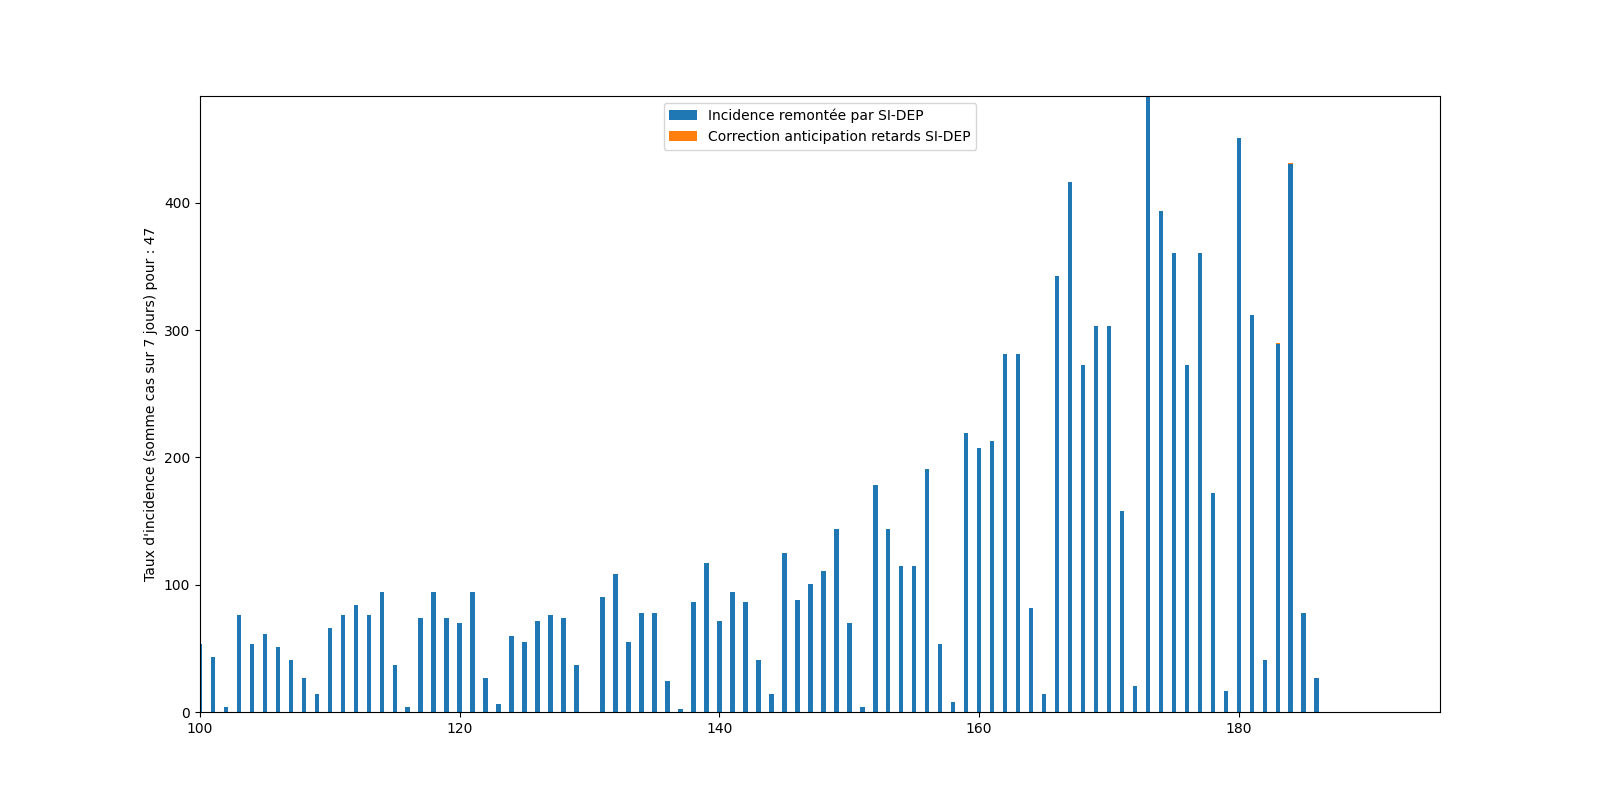 Incidence remontée par SI-DEP
Correction anticipation retards SI-DEP
Taux d'incidence (somme cas sur 7 jours) pour : 47
400
300
200
100
0
100 120 140 160 180